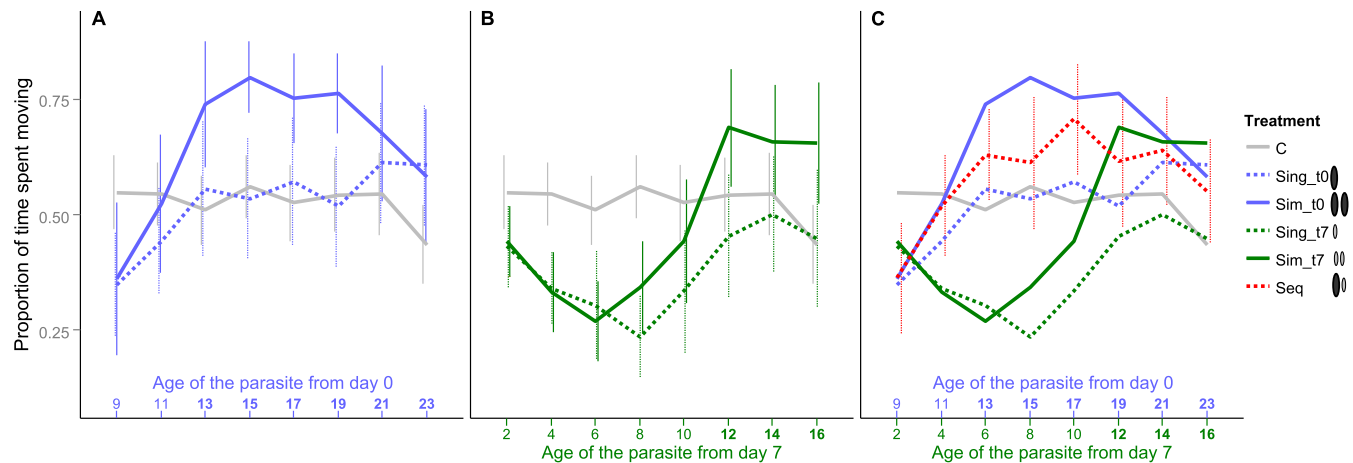 A
B
C
Proportion of time spent moving
0.75
0.50
0.25
Age of the parasite from day 0
9 11 13 15 17 19 21 23
2 4 6 8 10 12 14 16
Age of the parasite from day 7
Age of the parasite from day 0
9 11 13 15 17 19 21 23
2 4 6 8 10 12 14 16
Age of the parasite from day 7
Treatment
C
Sing_t0
Sim_t0
Sing_t7
Sim_t7
Seq